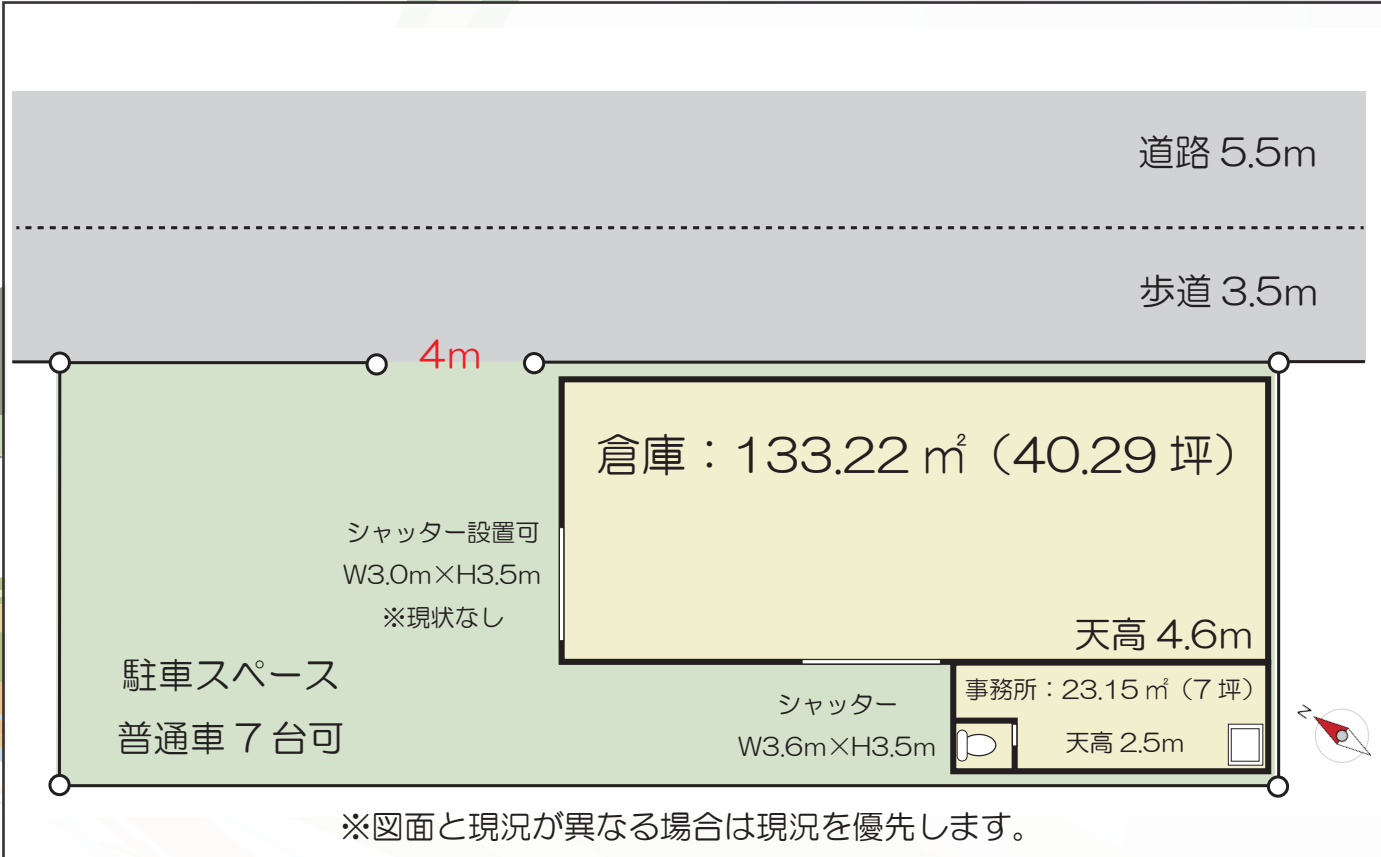 道路 5.5m
歩道 3.5m
4m
倉庫：133.22 ㎡（40.29 坪）
シャッター設置可
W3.0m×H3.5m
※現状なし
天高 4.6m
駐車スペース
普通車 7 台可
シャッター
W3.6m×H3.5m
事務所：23.15 ㎡（7 坪）
天高 2.5m
N
※図面と現況が異なる場合は現況を優先します。